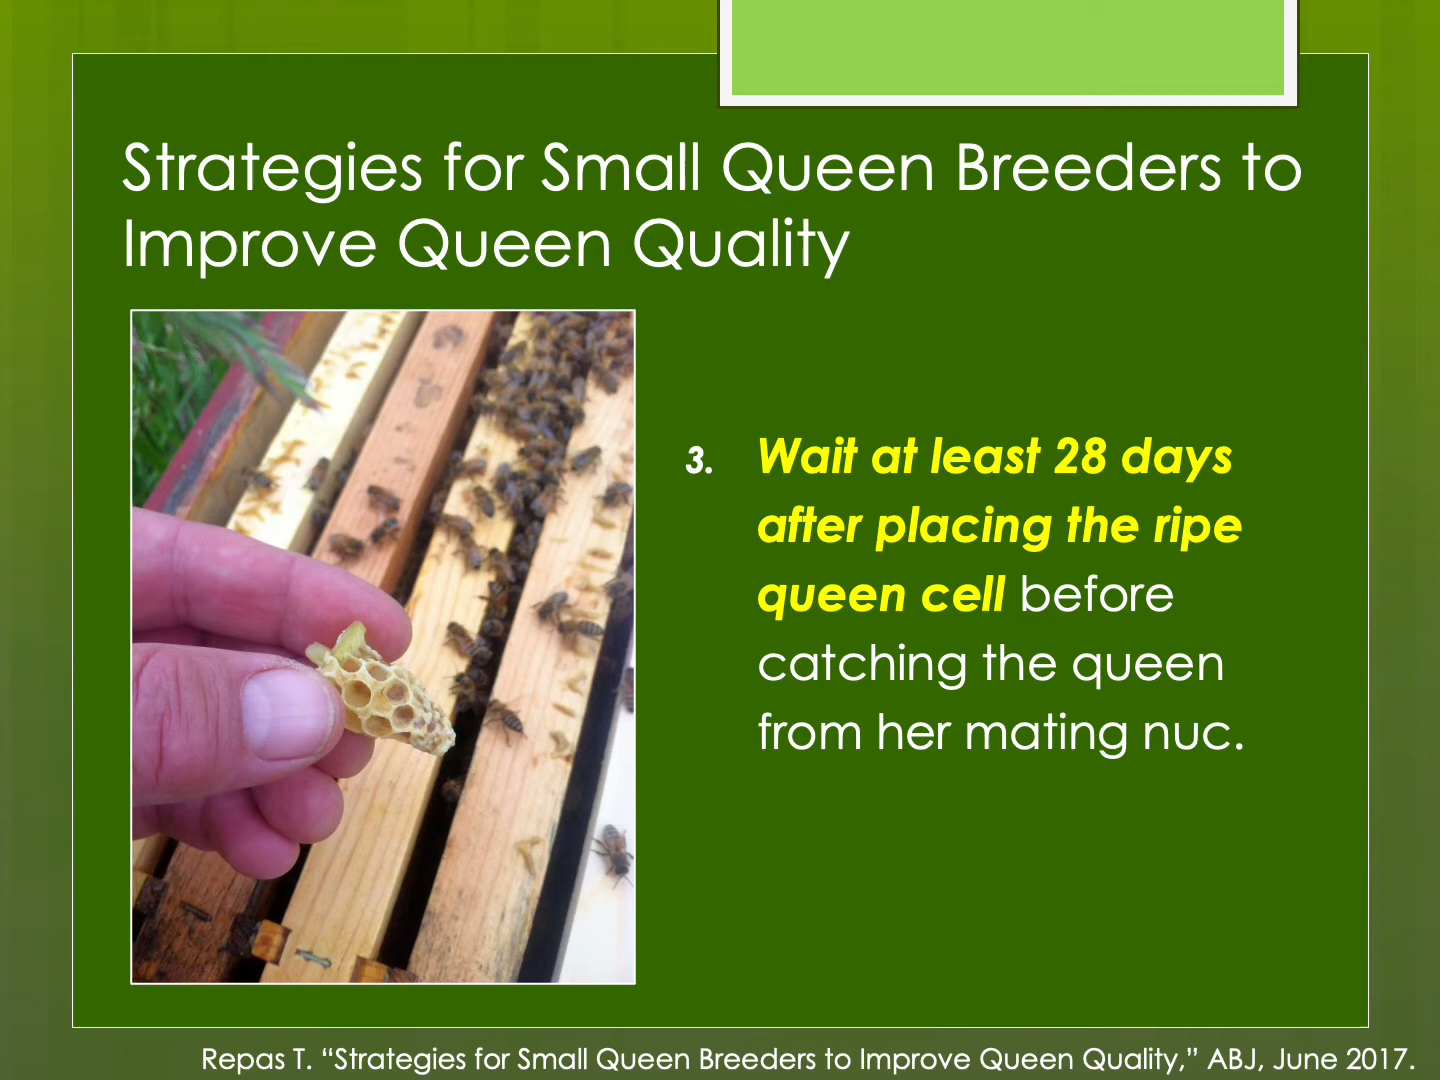 Strategies for Small Queen Breeders to
Improve Queen Quality
3. Wait at least 28 days
after placing the ripe
queen cell before
catching the queen
from her mating nuc.
Repas T. “Strategies for Small Queen Breeders to Improve Queen Quality,” ABJ, June 2017.